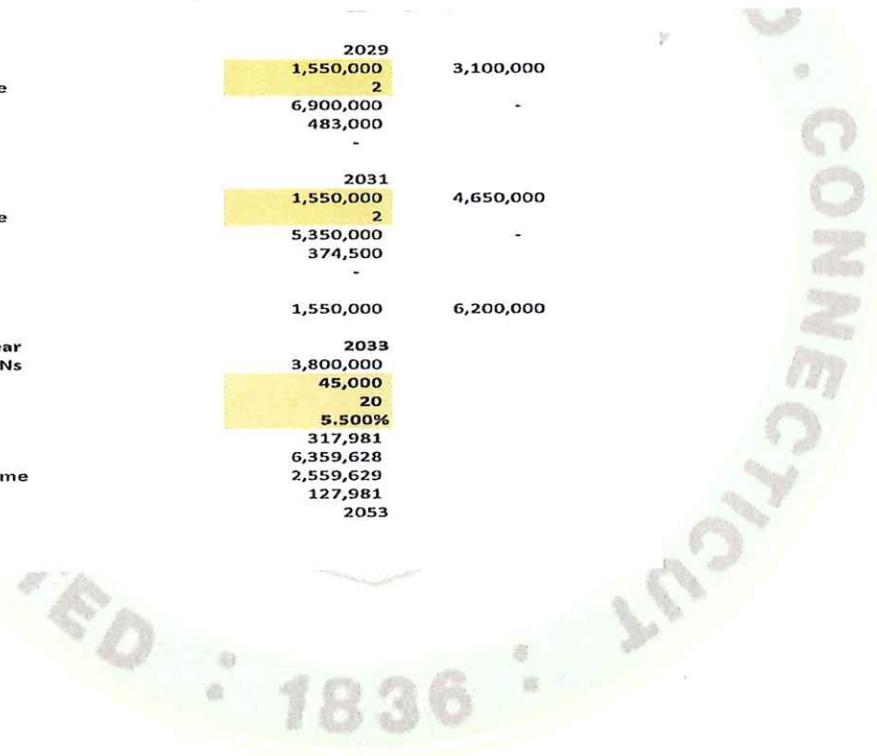 2029
1,550,000 3,100,000
e 2
6,900,000 -
483,000
-
2031
1,550,000 4,650,000
e 2
5,350,000 -
374,500
-
1,550,000 6,200,000
ear 2033
Ns 3,800,000
45,000
20
5.500%
317,981
6,359,628
me 2,559,629
127,981
2053
CONNECTICUT
ED : 1836 :